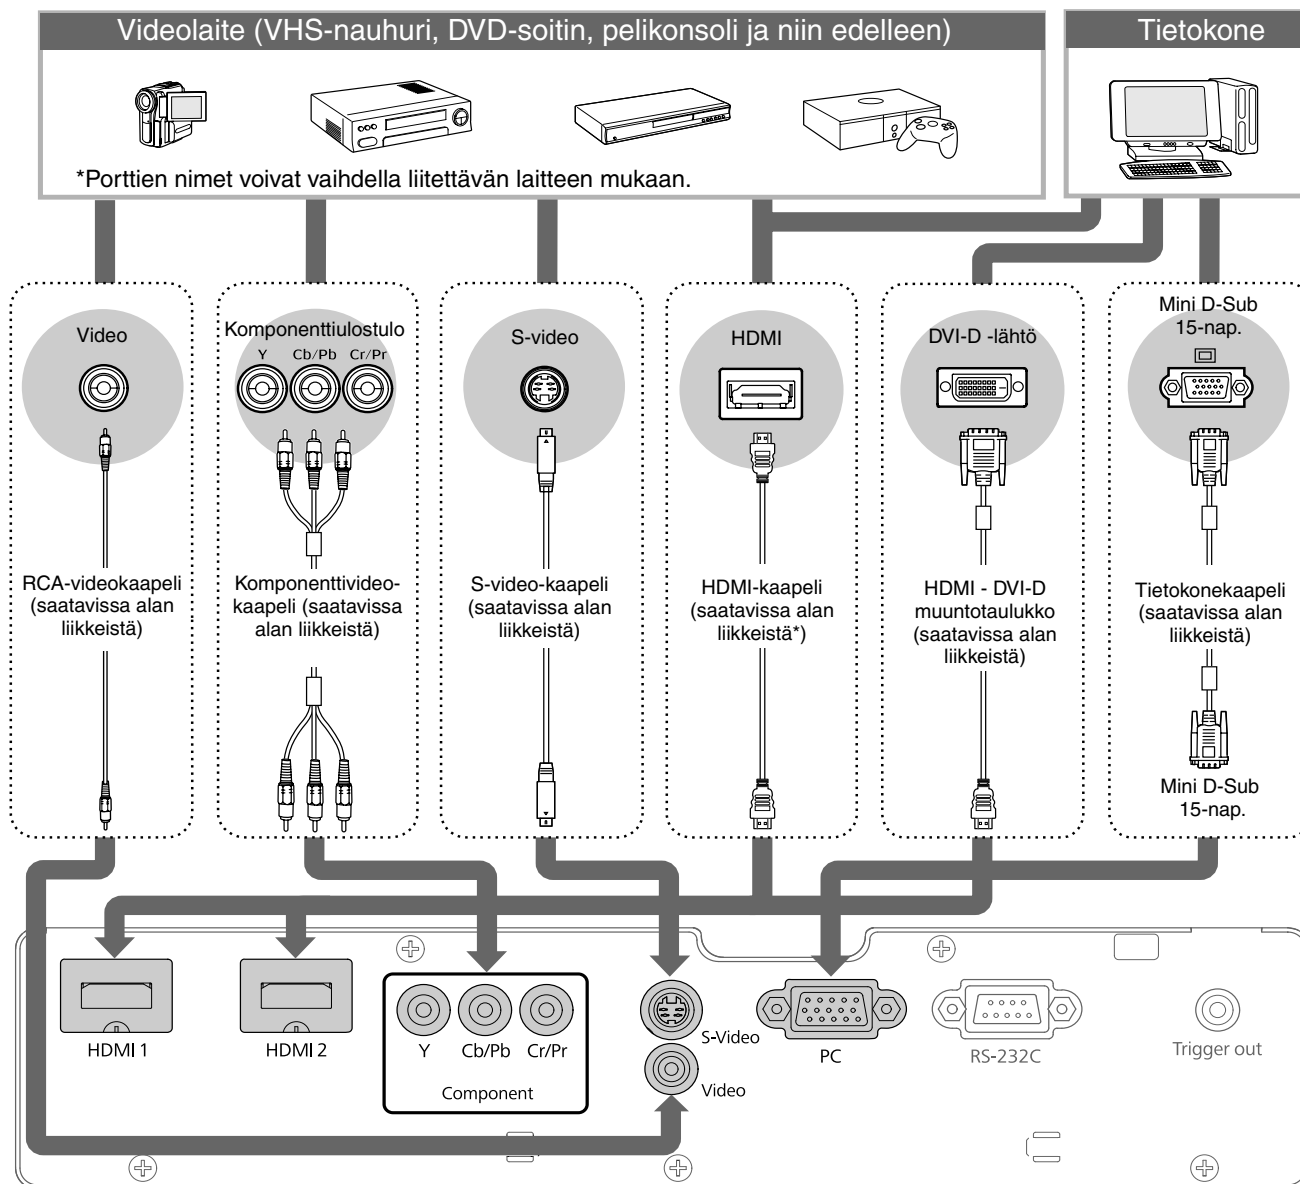 Videolaite (VHS-nauhuri, DVD-soitin, pelikonsoli ja niin edelleen)
Tietokone
*Porttien nimet voivat vaihdella liitettävän laitteen mukaan.
Video
Komponenttiulostulo
Y
Cb/Pb
Cr/Pr
S-video
HDMI
DVI-D -lähtö
Mini D-Sub
15-nap.
RCA-videokaapeli
(saatavissa alan
liikkeistä)
Komponenttivideo-
kaapeli (saatavissa
alan liikkeistä)
S-video-kaapeli
(saatavissa alan
liikkeistä)
HDMI-kaapeli
(saatavissa alan
liikkeistä*)
HDMI - DVI-D
muuntotaulukko
(saatavissa alan
liikkeistä)
Tietokonekaapeli
(saatavissa alan
liikkeistä)
Mini D-Sub
15-nap.
HDMI 1
HDMI 2
Y
Cb/Pb
Cr/Pr
Component
S-Video
Video
PC
RS-232C
Trigger out